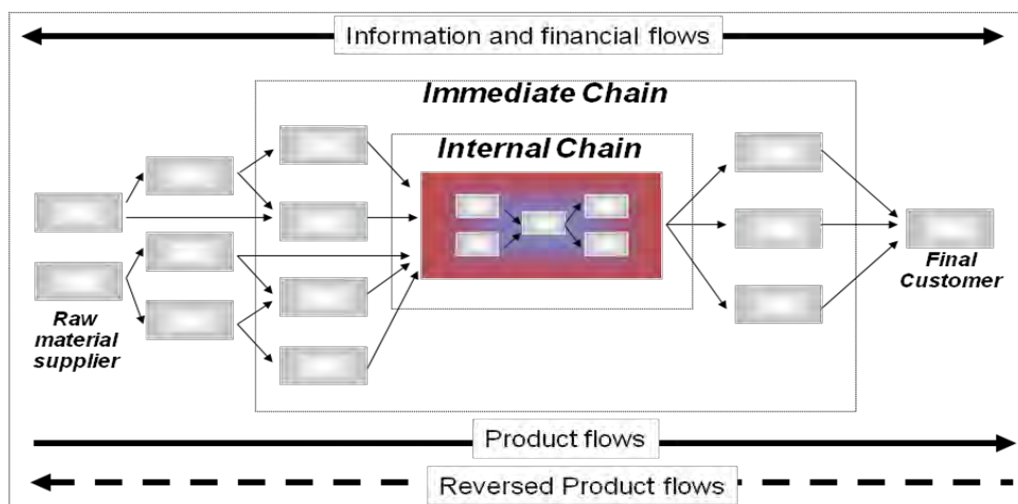 Information and financial flows
Immediate Chain
Internal Chain
Raw
material
supplier
Final
Customer
Product flows
Reversed Product flows